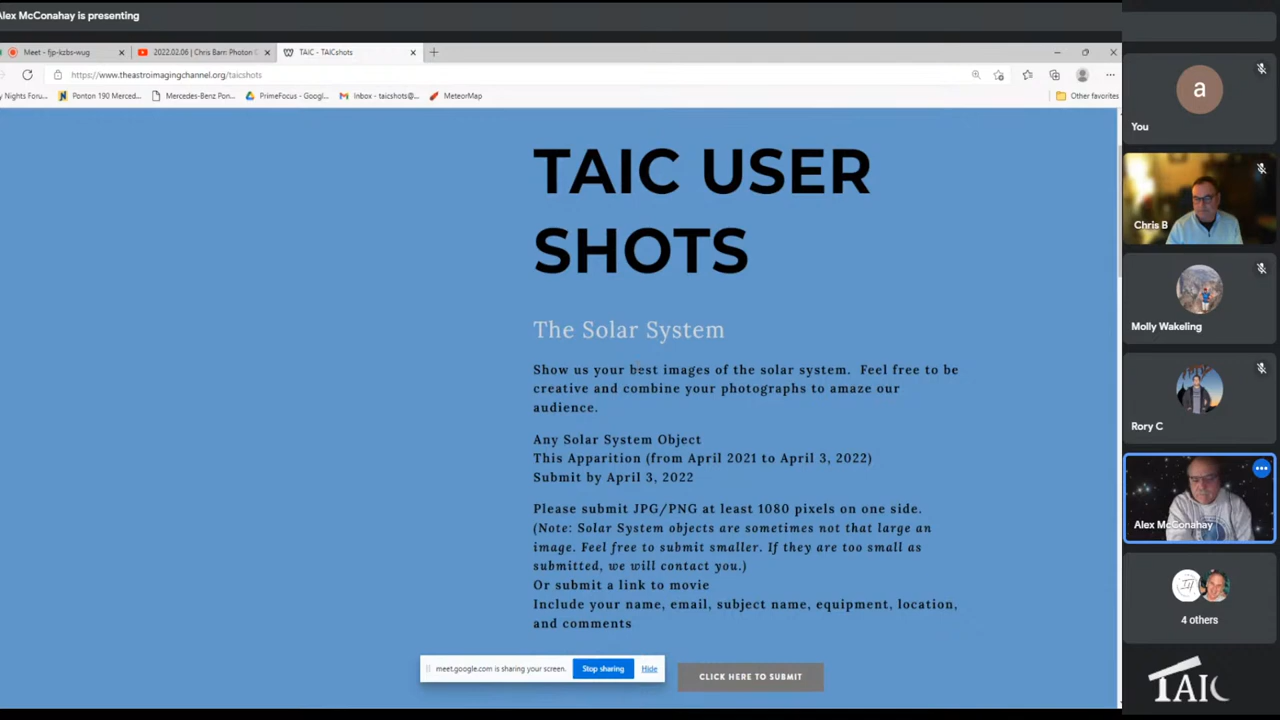 Alex McConahay is presenting
Meet - fjp-kzbs-wug
2022.02.06 | Chris Barn: Photon C
TAIC - TAICshots
https://www.theastroimagingchannel.org/taicshots
y Nights Foru...
Ponton 190 Merced...
Mercedes-Benz Pon...
PrimeFocus - Googl...
Inbox - taicshots@...
MeteorMap
Other favorites
TAIC USER
SHOTS
The Solar System
Show us your best images of the solar system. Feel free to be
creative and combine your photographs to amaze our
audience.
Any Solar System Object
This Apparition (from April 2021 to April 3, 2022)
Submit by April 3, 2022
Please submit JPG/PNG at least 1080 pixels on one side.
(Note: Solar System objects are sometimes not that large an
image. Feel free to submit smaller. If they are too small as
submitted, we will contact you.)
Or submit a link to movie
Include your name, email, subject name, equipment, location,
and comments
meet.google.com is sharing your screen.
Stop sharing
Hide
CLICK HERE TO SUBMIT
a
You
Chris B
Molly Wakeling
Rory C
Alex McConahay
4 others
TAIC